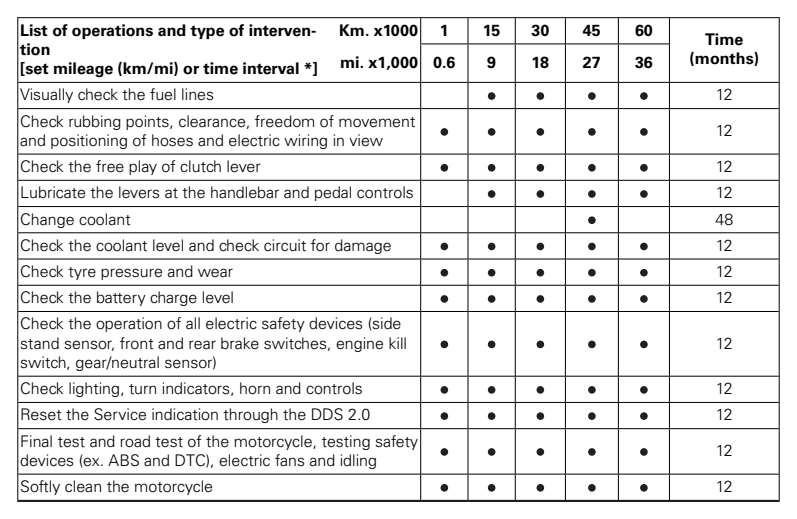 List of operations and type of interven- Km. x1000 1 15 30 45 60 Time
tion
[set mileage (km/mi) or time interval *] mi. x1,000 0.6 9 18 27 36 (months)
Visually check the fuel lines ● ● ● ● 12
Check rubbing points, clearance, freedom of movement
and positioning of hoses and electric wiring in view ● ● ● ● ● 12
Check the free play of clutch lever ● ● ● ● ● 12
Lubricate the levers at the handlebar and pedal controls ● ● ● ● 12
Change coolant ● 48
Check the coolant level and check circuit for damage ● ● ● ● ● 12
Check tyre pressure and wear ● ● ● ● ● 12
Check the battery charge level ● ● ● ● ● 12
Check the operation of all electric safety devices (side
stand sensor, front and rear brake switches, engine kill ● ● ● ● ● 12
switch, gear/neutral sensor)
Check lighting, turn indicators, horn and controls ● ● ● ● ● 12
Reset the Service indication through the DDS 2.0 ● ● ● ● ● 12
Final test and road test of the motorcycle, testing safety
devices (ex. ABS and DTC), electric fans and idling ● ● ● ● ● 12
Softly clean the motorcycle ● ● ● ● ● 12